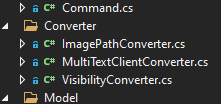 C# Command.cs
Converter
C# ImagePathConverter.cs
C# MultiTextClientConverter.cs
C# VisibilityConverter.cs
Model